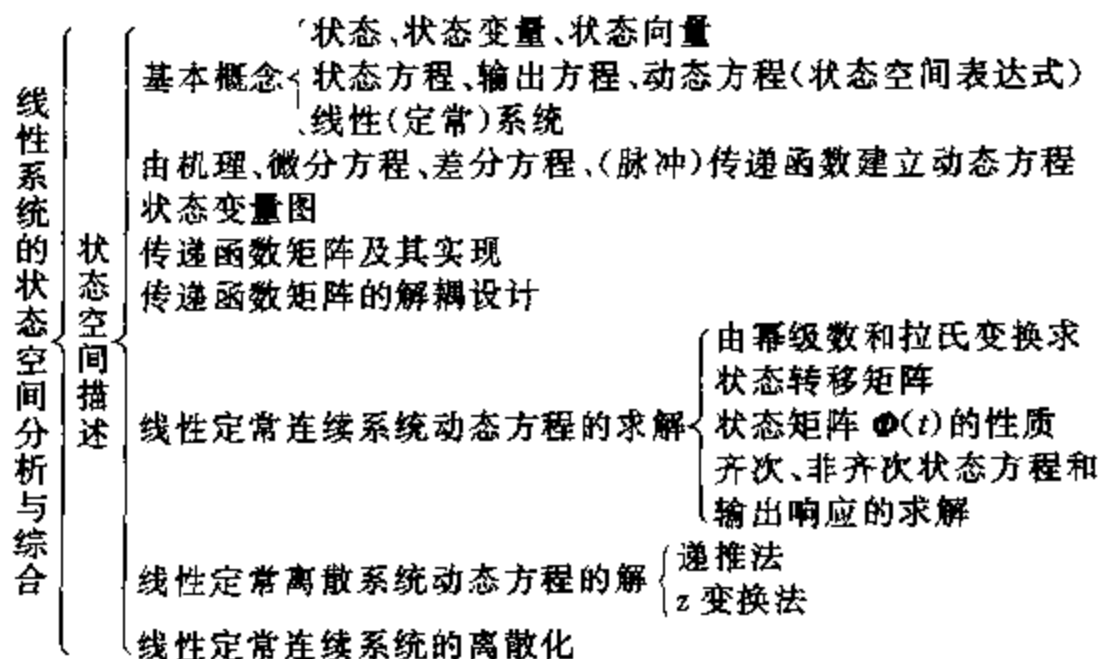 线性系统的状态空间分析与综合
状态空间描述
基本概念
状态、状态变量、状态向量
状态方程、输出方程、动态方程(状态空间表达式)
线性(定常)系统
由机理、微分方程、差分方程、(脉冲)传递函数建立动态方程
状态变量图
传递函数矩阵及其实现
传递函数矩阵的解耦设计
线性定常连续系统动态方程的求解
由幂级数和拉氏变换求
状态转移矩阵
状态矩阵 Φ(t)的性质
齐次、非齐次状态方程和
输出响应的求解
线性定常离散系统动态方程的解
递推法
z 变换法
线性定常连续系统的离散化